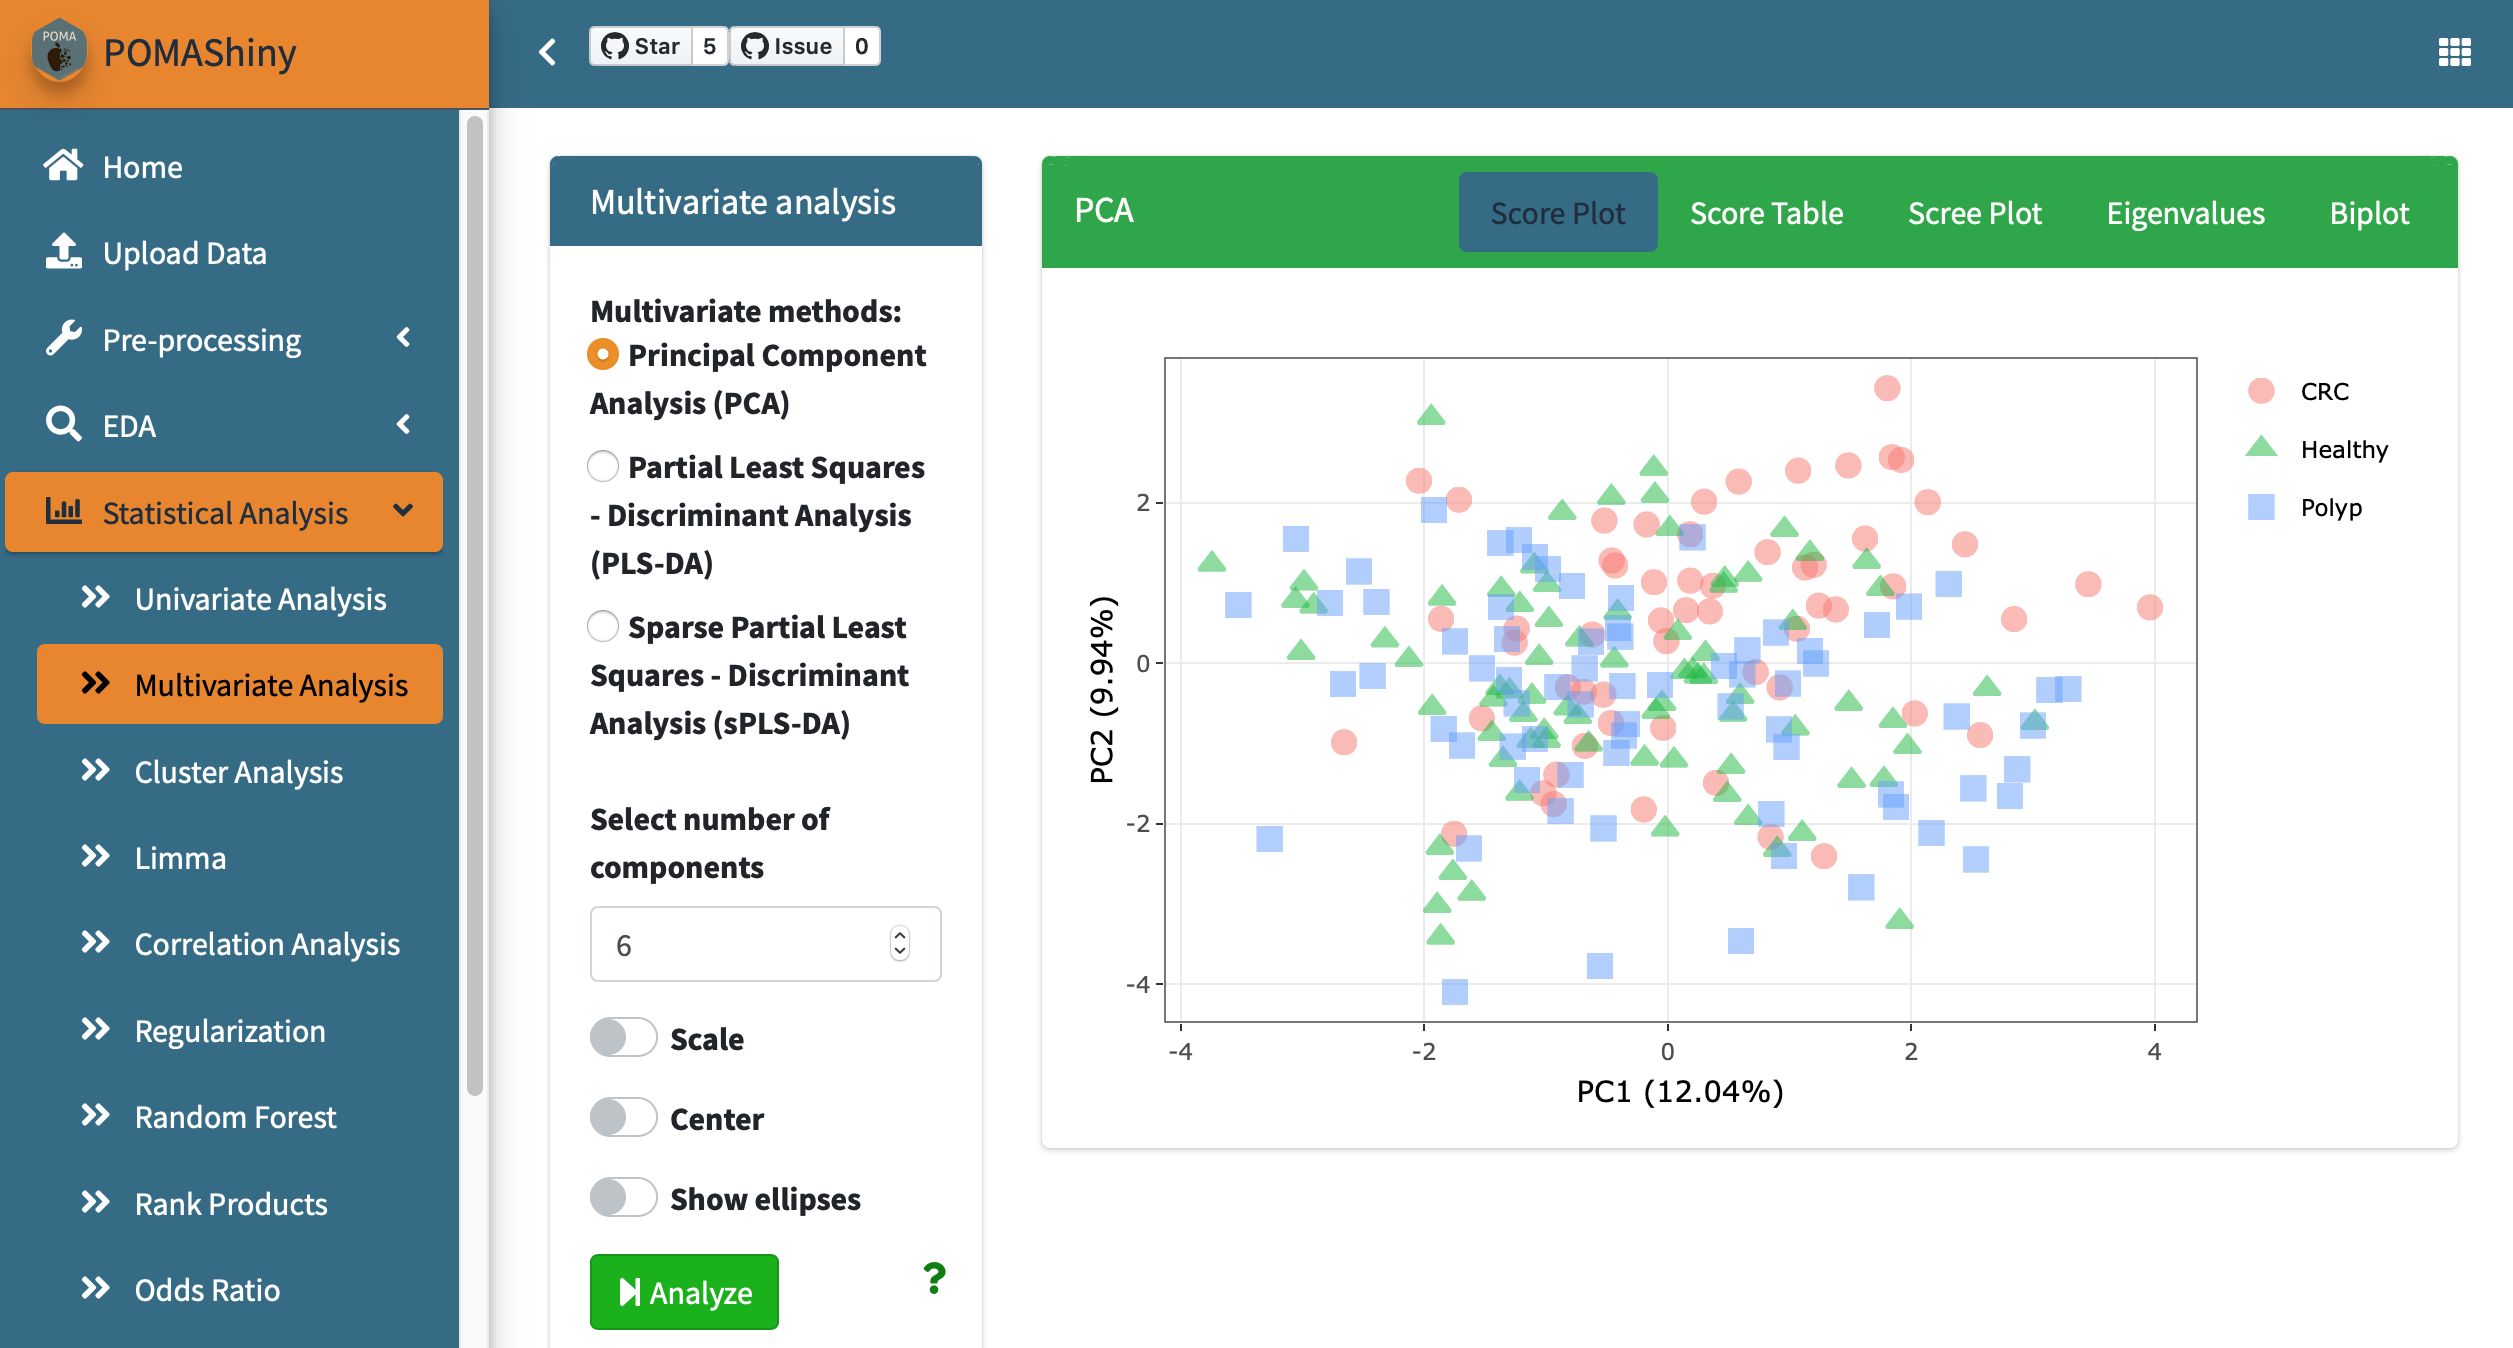 POMA
POMAShiny
Star 5 Issue 0
Home
Upload Data
Pre-processing
EDA
Statistical Analysis
Univariate Analysis
Multivariate Analysis
Cluster Analysis
Limma
Correlation Analysis
Regularization
Random Forest
Rank Products
Odds Ratio
Multivariate analysis
Multivariate methods:
Principal Component
Analysis (PCA)
Partial Least Squares
- Discriminant Analysis
(PLS-DA)
Sparse Partial Least
Squares - Discriminant
Analysis (sPLS-DA)
Select number of
components
6
Scale
Center
Show ellipses
Analyze
?
PCA
Score Plot Score Table Scree Plot Eigenvalues Biplot
CRC
Healthy
Polyp
PC2 (9.94%)
2
0
-2
-4
-4 -2 0 2 4
PC1 (12.04%)